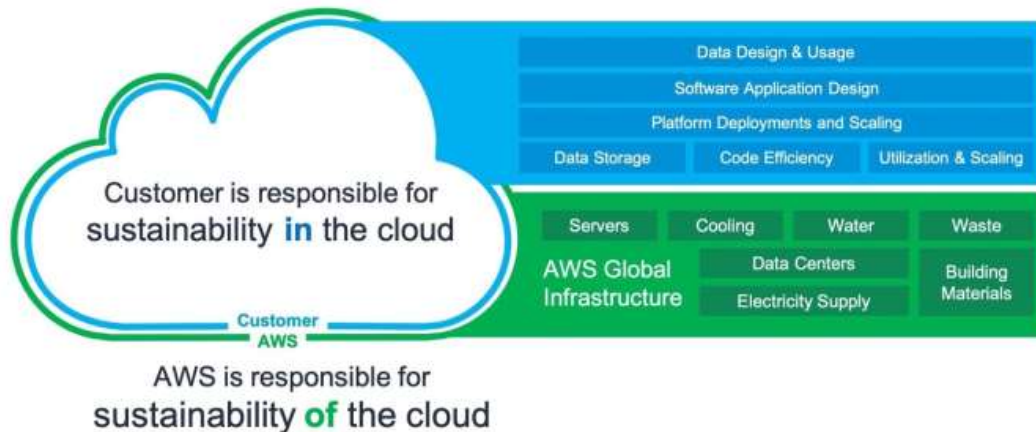 Data Design & Usage
Software Application Design
Platform Deployments and Scaling
Data Storage
Code Efficiency
Utilization & Scaling
Customer is responsible for
sustainability in the cloud
Servers
Cooling
Water
Waste
AWS Global
Infrastructure
Data Centers
Electricity Supply
Building
Materials
Customer
AWS
AWS is responsible for
sustainability of the cloud